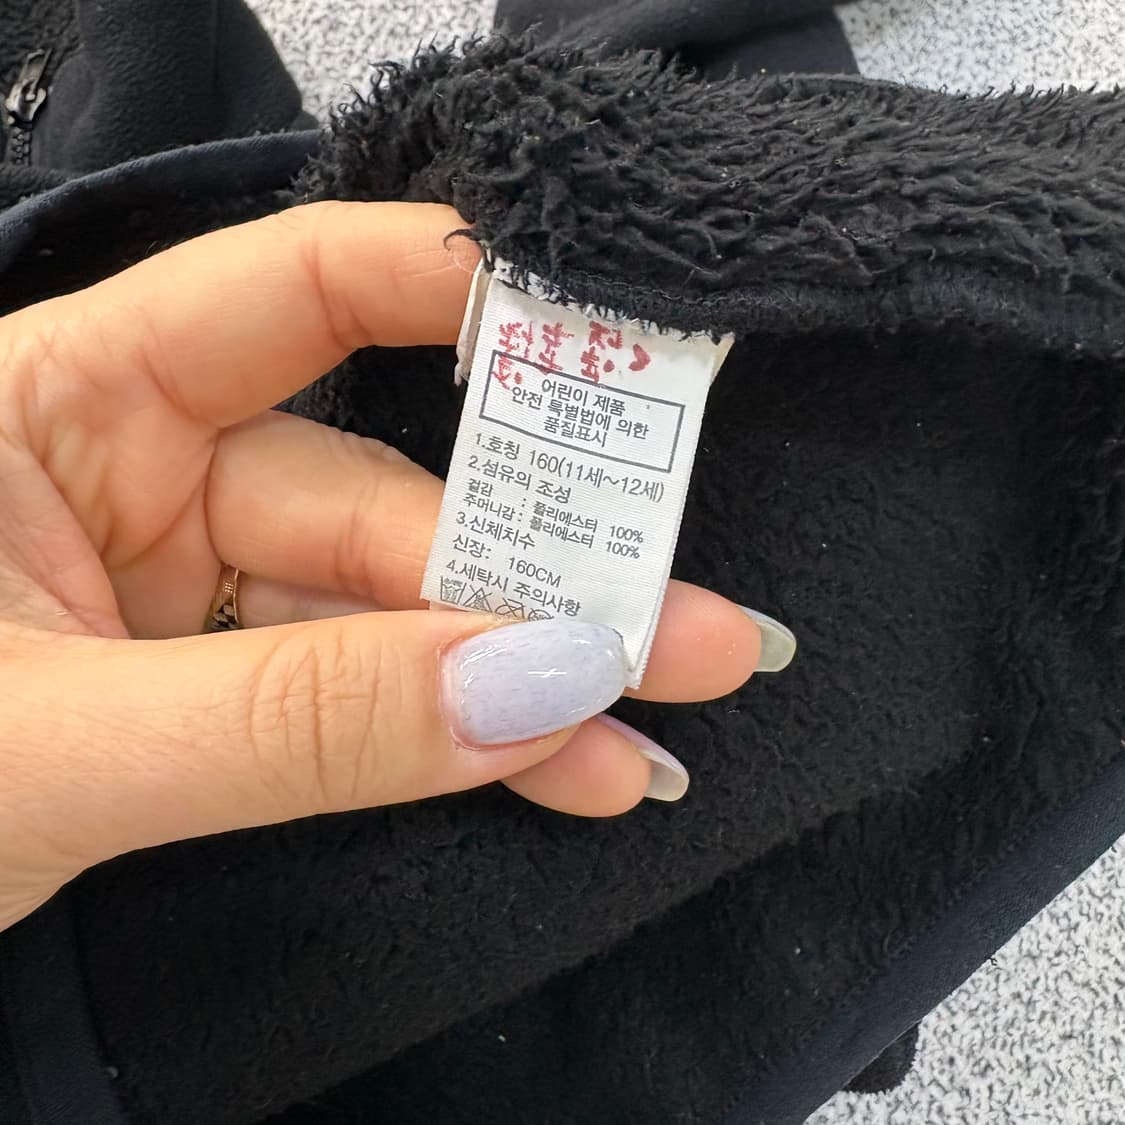 어린이 제품
안전 특별법에 의한
품질표시
1.호칭 160(11세~12세)
2.섬유의 조성
겉감 : 폴리에스터 100%
주머니감 : 폴리에스터 100%
3.신체치수
신장: 160CM
4.세탁시 주의사항